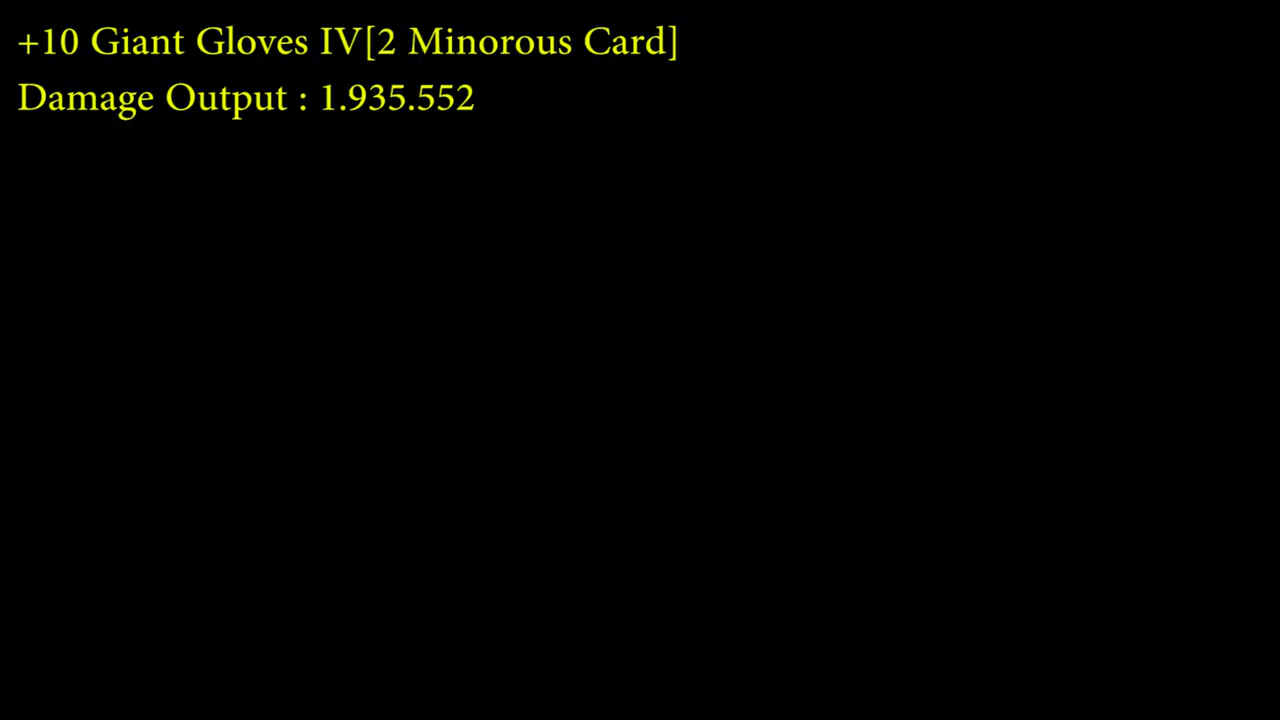 +10 Giant Gloves IV[2 Minorous Card]
Damage Output : 1.935.552